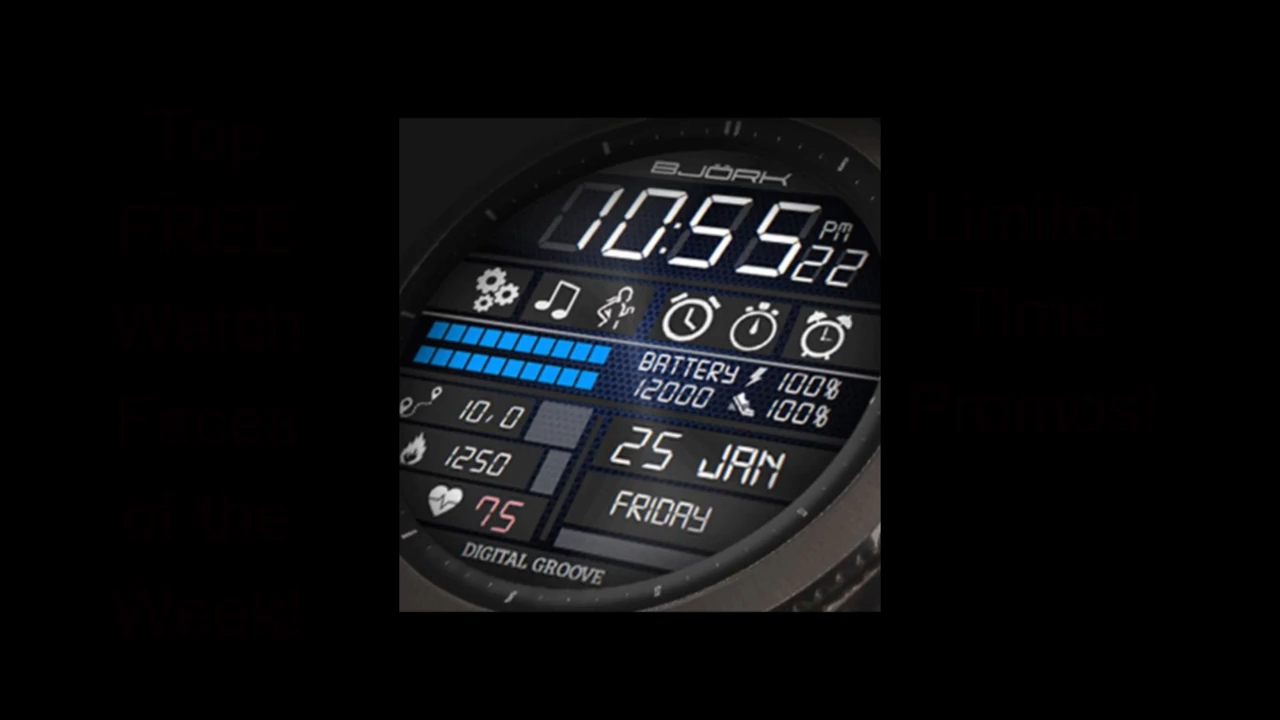 Top
FREE
Watch
Faces
of the
Week!
BJÖRK
10:55 PM 22
BATTERY 100%
12000 100%
10,0
1250
75
25 JAN
FRIDAY
DIGITAL GROOVE
Limited
Time
Promos!